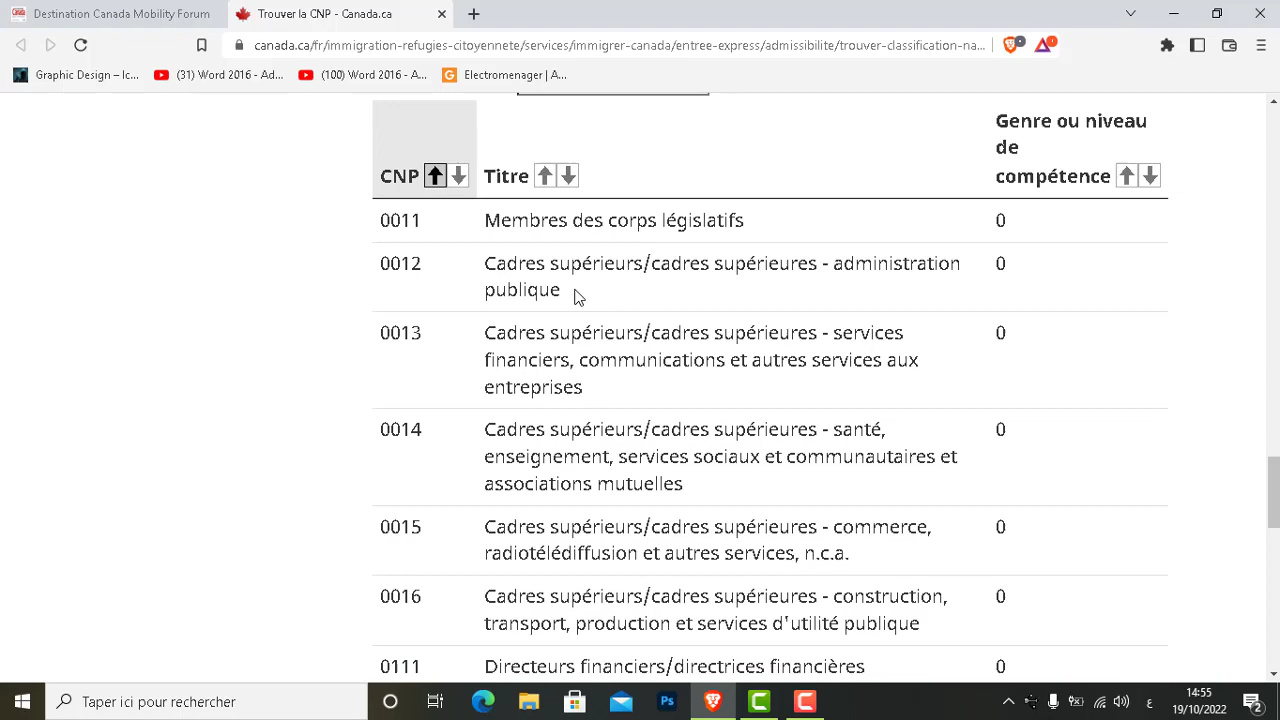 Destination Canada Mobility Forum
Trouver la CNP - Canada.ca
canada.ca/fr/immigration-refugies-citoyennete/services/immigrer-canada/entree-express/admissibilite/trouver-classification-na...
Graphic Design – Ic...
(31) Word 2016 - Ad...
(100) Word 2016 - A...
Electromenager | A...
Genre ou niveau
de
CNP Titre compétence
0011 Membres des corps législatifs 0
0012 Cadres supérieurs/cadres supérieures - administration 0
publique
0013 Cadres supérieurs/cadres supérieures - services 0
financiers, communications et autres services aux
entreprises
0014 Cadres supérieurs/cadres supérieures - santé, 0
enseignement, services sociaux et communautaires et
associations mutuelles
0015 Cadres supérieurs/cadres supérieures - commerce, 0
radiotélédiffusion et autres services, n.c.a.
0016 Cadres supérieurs/cadres supérieures - construction, 0
transport, production et services d'utilité publique
0111 Directeurs financiers/directrices financières 0
Taper ici pour rechercher
Ps
ع
14:55
19/10/2022
2